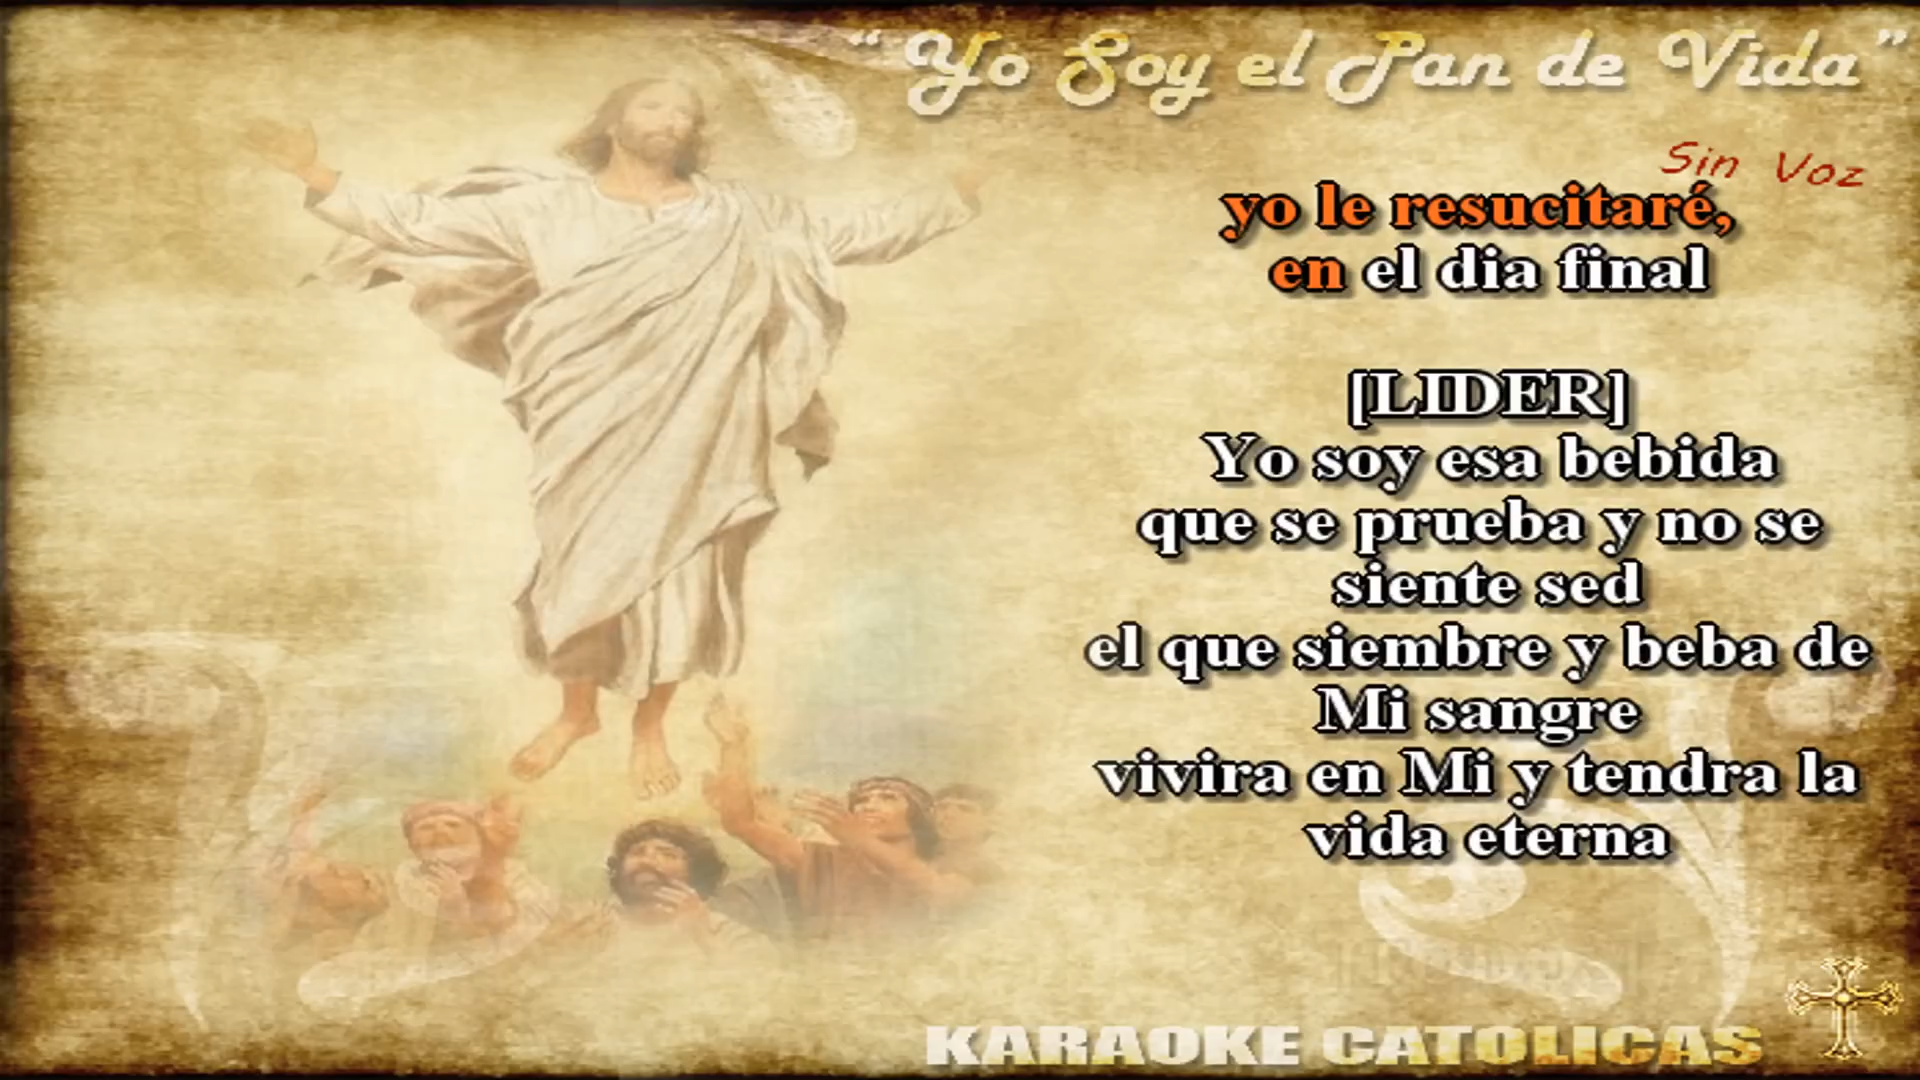 “Yo Soy el Pan de Vida”
Sin Voz
yo le resucitaré,
en el dia final
[LIDER]
Yo soy esa bebida
que se prueba y no se
siente sed
el que siembre y beba de
Mi sangre
vivira en Mi y tendra la
vida eterna
KARAOKE CATOLICAS